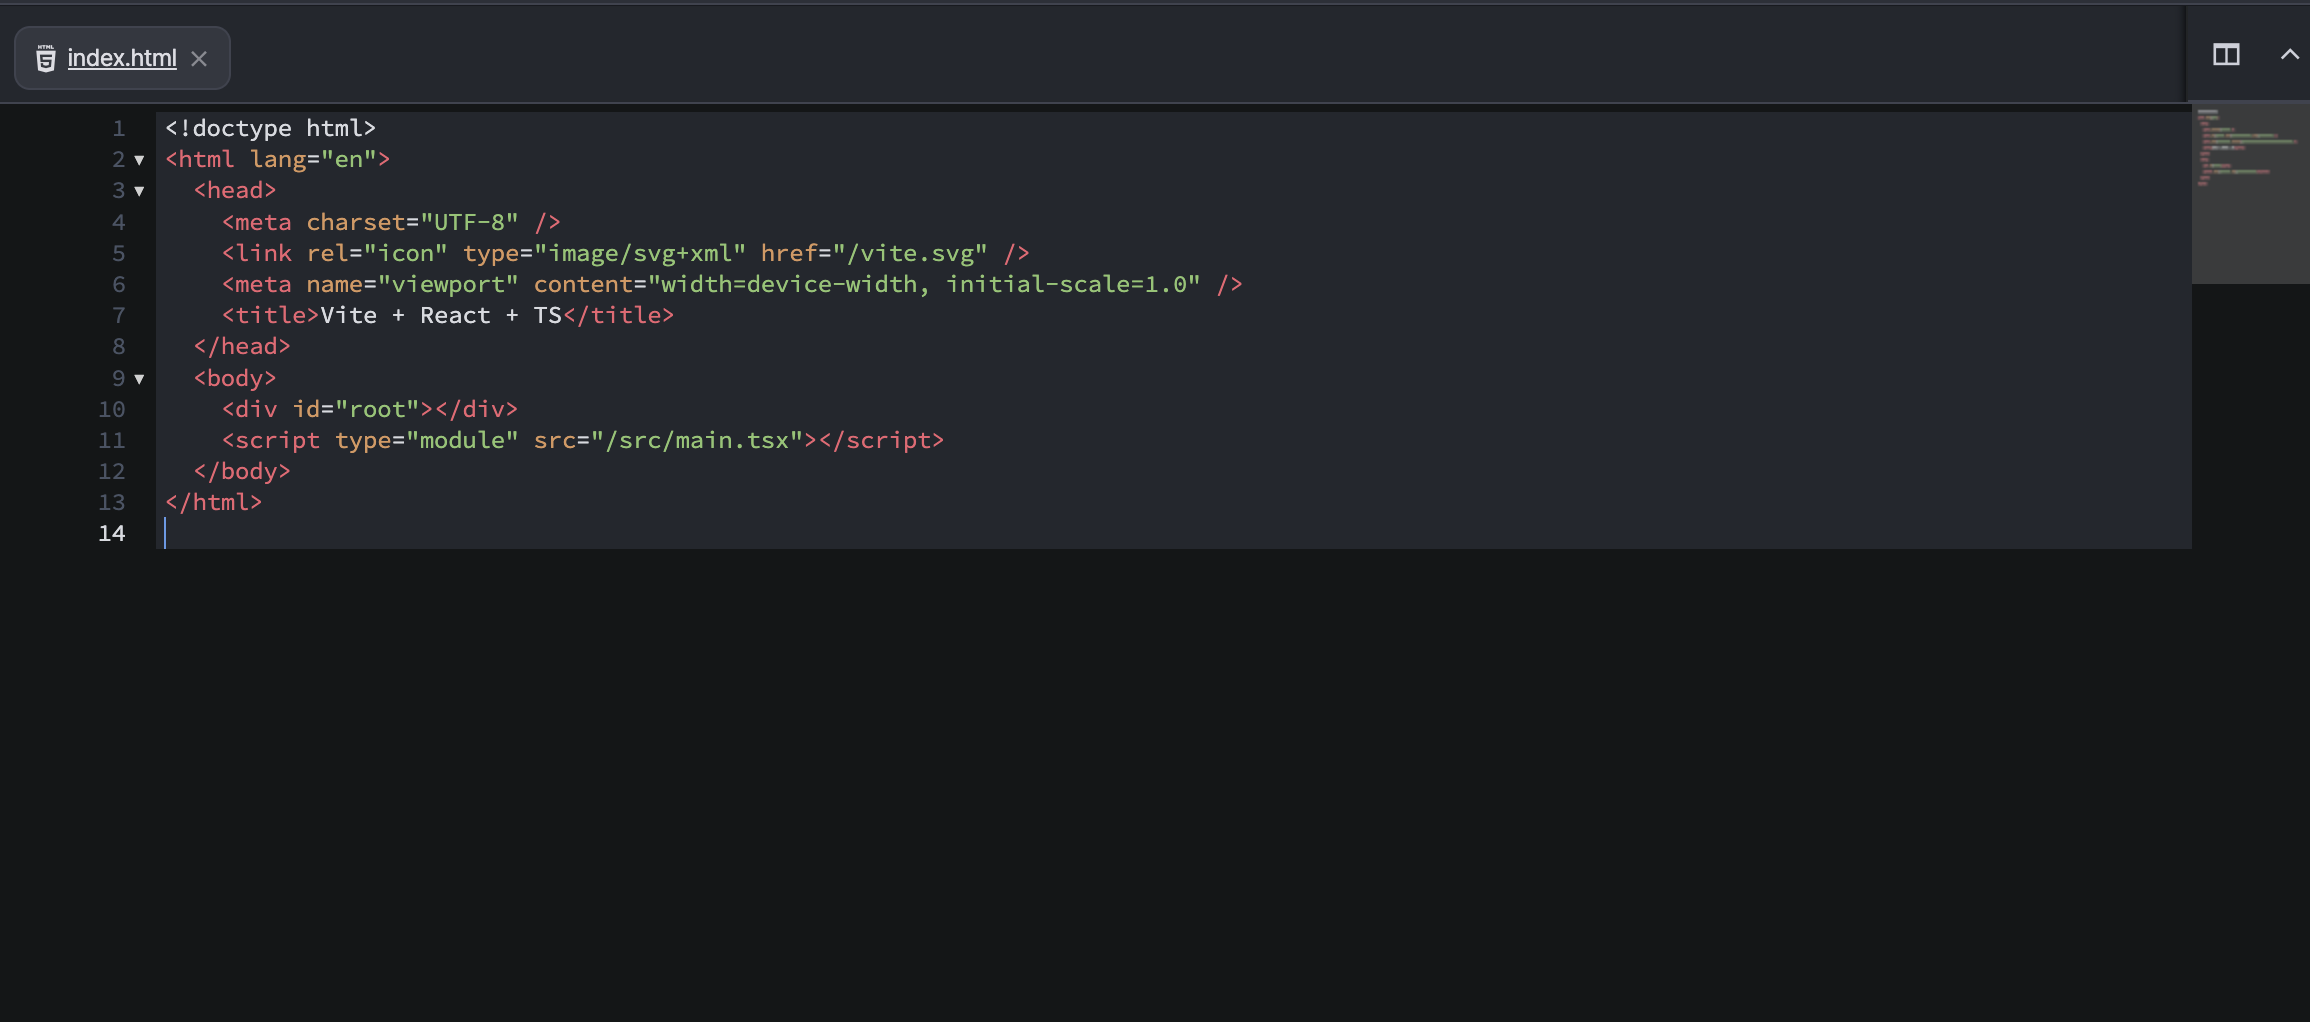 index.html
1 <!doctype html>
2 <html lang="en">
3   <head>
4     <meta charset="UTF-8" />
5     <link rel="icon" type="image/svg+xml" href="/vite.svg" />
6     <meta name="viewport" content="width=device-width, initial-scale=1.0" />
7     <title>Vite + React + TS</title>
8   </head>
9   <body>
10     <div id="root"></div>
11     <script type="module" src="/src/main.tsx"></script>
12   </body>
13 </html>
14